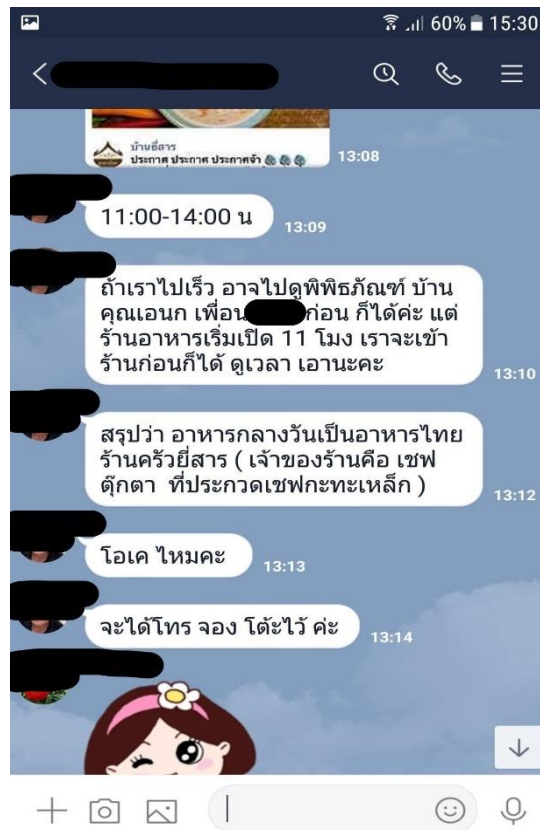 60% 15:30
บ้านยี่สาร
ประกาศ ประกาศ ประกาศจ้า
13:08
11:00-14:00 น
13:09
ถ้าเราไปเร็ว อาจไปดูพิพิธภัณฑ์ บ้าน
คุณเอนก เพื่อน ก่อน ก็ได้ค่ะ แต่
ร้านอาหารเริ่มเปิด 11 โมง เราจะเข้า
ร้านก่อนก็ได้ ดูเวลา เอานะคะ
13:10
สรุปว่า อาหารกลางวันเป็นอาหารไทย
ร้านครัวยี่สาร ( เจ้าของร้านคือ เชฟ
ตุ๊กตา ที่ประกวดเชฟกะทะเหล็ก )
13:12
โอเค ไหมคะ
13:13
จะได้โทร จอง โต้ะไว้ ค่ะ
13:14